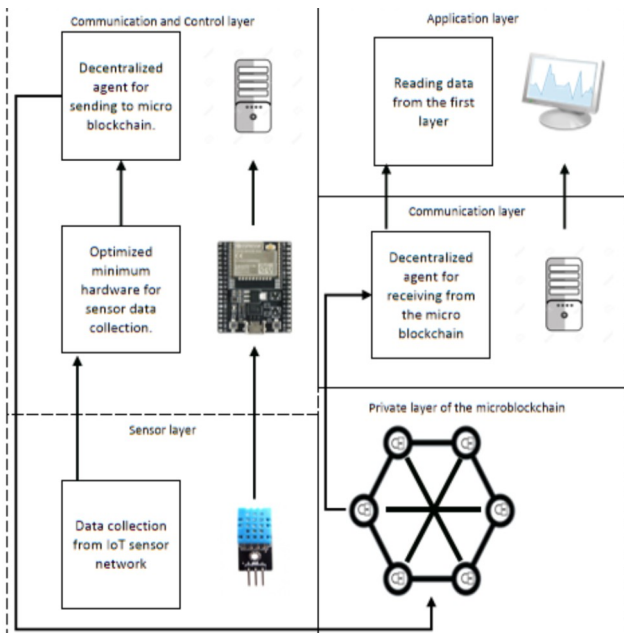 Communication and Control layer
Decentralized
agent for
sending to micro
blockchain.
Optimized
minimum
hardware for
sensor data
collection.
Sensor layer
Data collection
from IoT sensor
network
Application layer
Reading data
from the first
layer
Communication layer
Decentralized
agent for
receiving from
the micro
blockchain
Private layer of the microblockchain